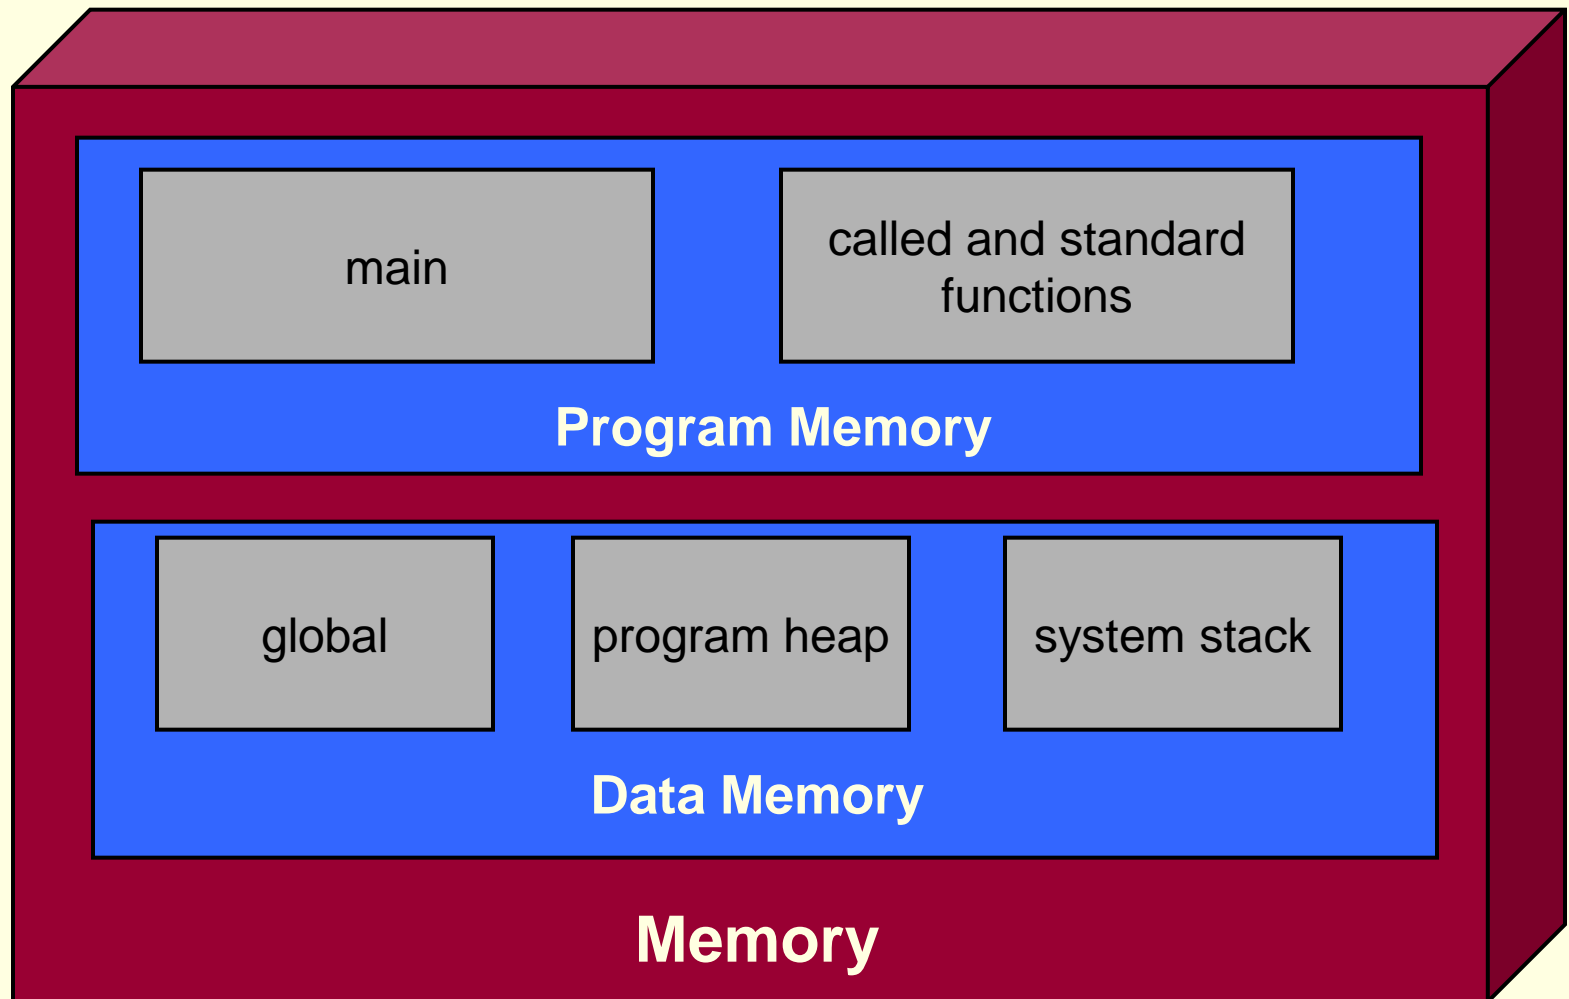 main
called and standard
functions
Program Memory
global
program heap
system stack
Data Memory
Memory